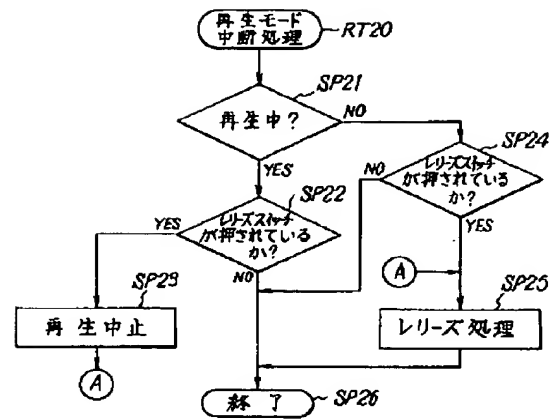 再生モード
中断処理
RT20
SP21
再生中?
NO
YES
SP24
レリーズスイッチ
が押されている
か?
NO
YES
SP22
レリーズスイッチ
が押されている
か?
YES
NO
SP23
再生中止
A
A
SP25
レリーズ処理
終了
SP26